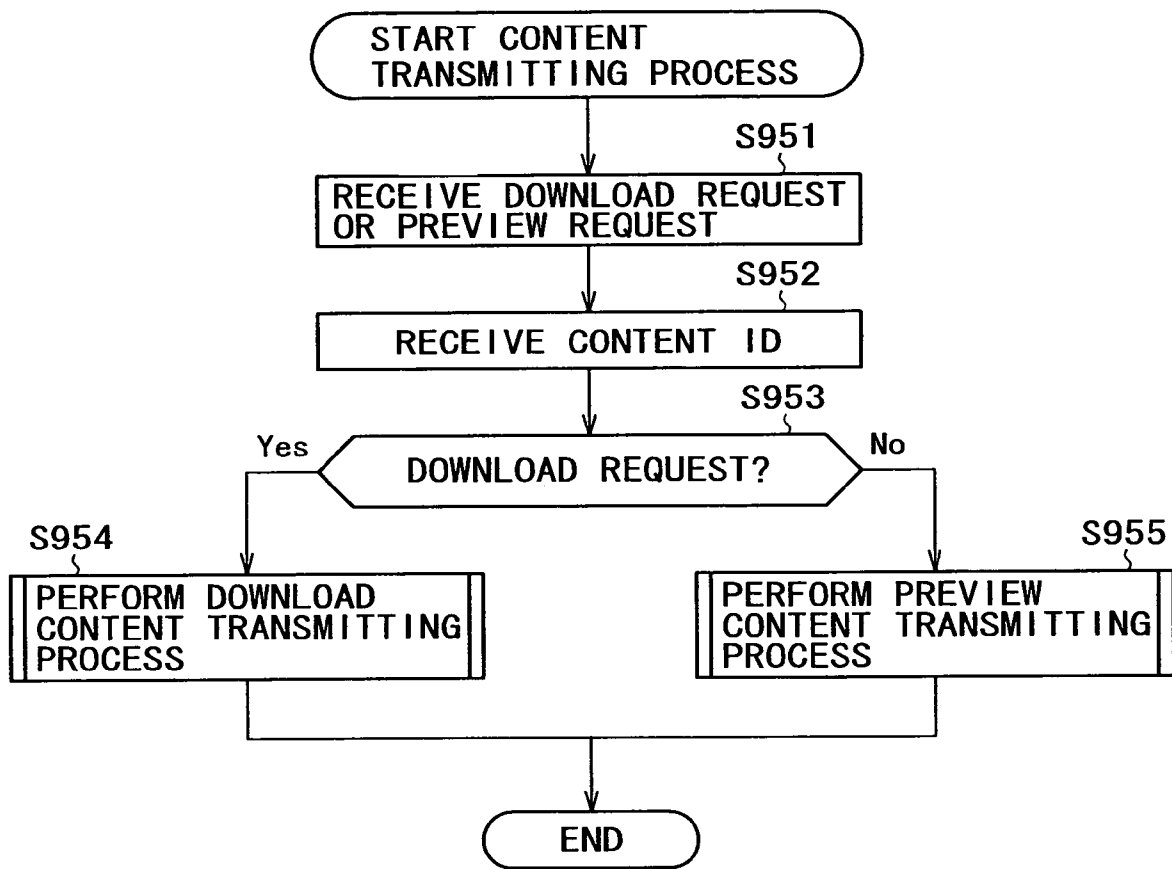 START CONTENT
TRANSMITTING PROCESS
S951
RECEIVE DOWNLOAD REQUEST
OR PREVIEW REQUEST
S952
RECEIVE CONTENT ID
S953
Yes
DOWNLOAD REQUEST?
No
S954
PERFORM DOWNLOAD
CONTENT TRANSMITTING
PROCESS
S955
PERFORM PREVIEW
CONTENT TRANSMITTING
PROCESS
END